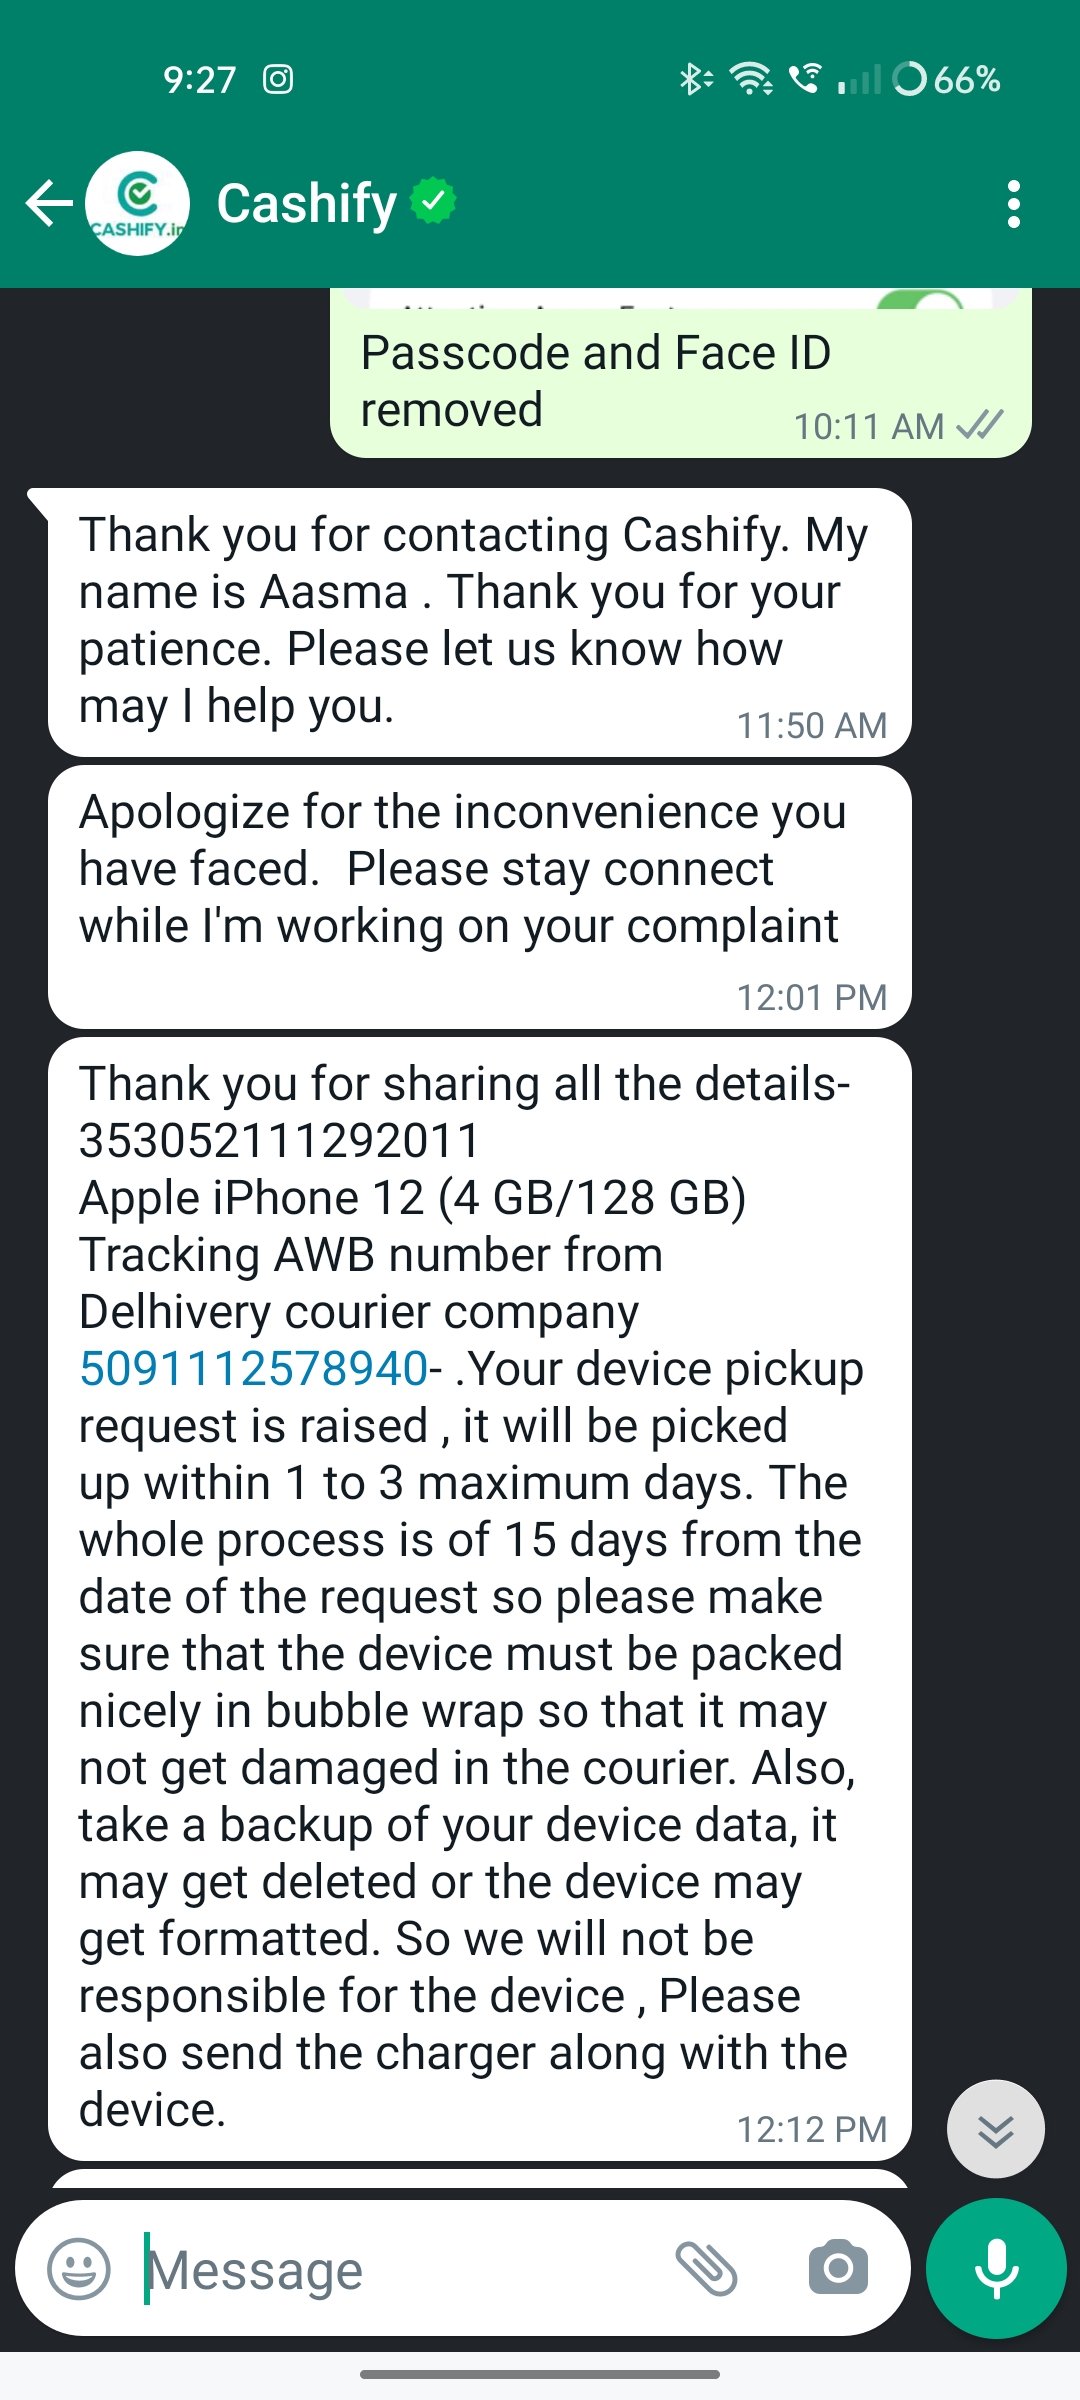 9:27
66%
CASHIFY.in
Cashify
Passcode and Face ID
removed
10:11 AM
Thank you for contacting Cashify. My
name is Aasma . Thank you for your
patience. Please let us know how
may I help you.
11:50 AM
Apologize for the inconvenience you
have faced.  Please stay connect
while I'm working on your complaint
12:01 PM
Thank you for sharing all the details-
353052111292011
Apple iPhone 12 (4 GB/128 GB)
Tracking AWB number from
Delhivery courier company
5091112578940- .Your device pickup
request is raised , it will be picked
up within 1 to 3 maximum days. The
whole process is of 15 days from the
date of the request so please make
sure that the device must be packed
nicely in bubble wrap so that it may
not get damaged in the courier. Also,
take a backup of your device data, it
may get deleted or the device may
get formatted. So we will not be
responsible for the device , Please
also send the charger along with the
device.
12:12 PM
Message